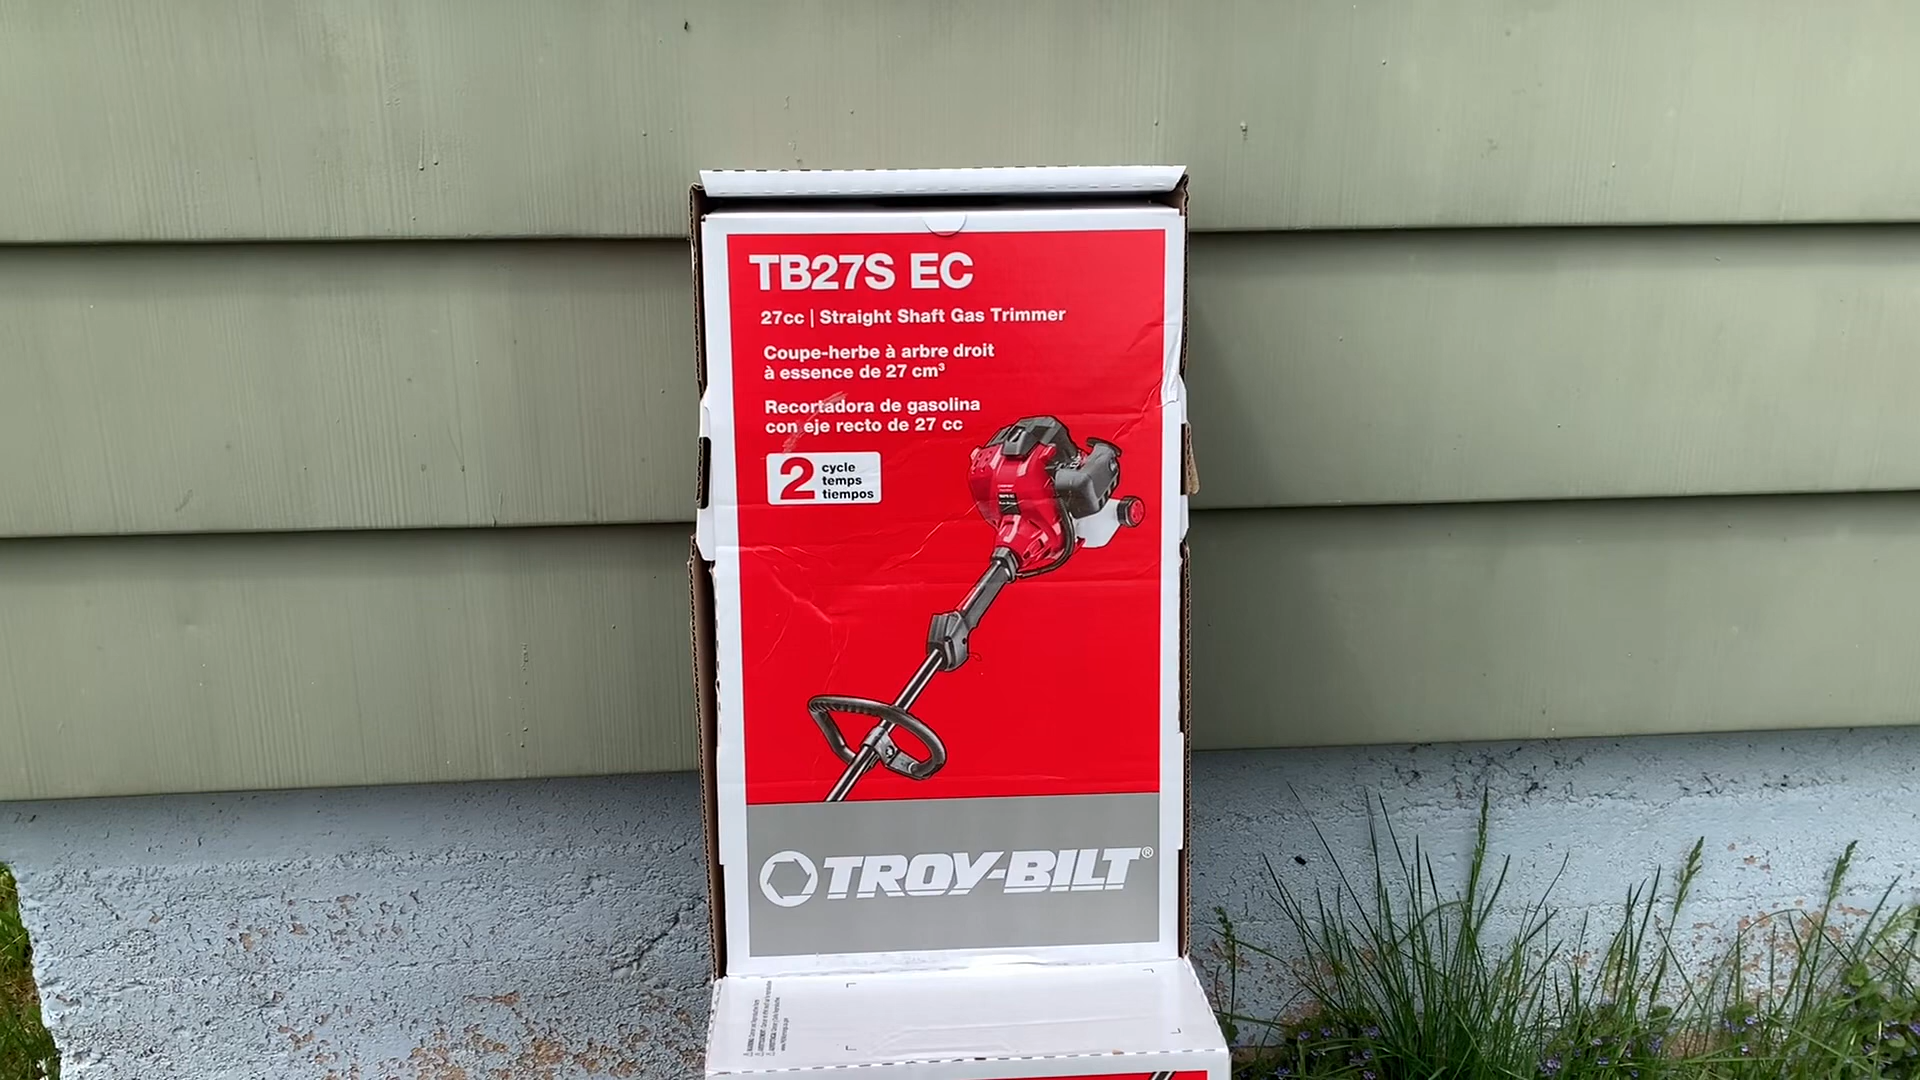 TB27S EC
27cc | Straight Shaft Gas Trimmer
Coupe-herbe à arbre droit
à essence de 27 cm³
Recortadora de gasolina
con eje recto de 27 cc
2 cycle
temps
tiempos
TROY-BILT®